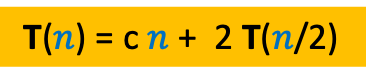 T(n) = c n + 2 T(n/2)